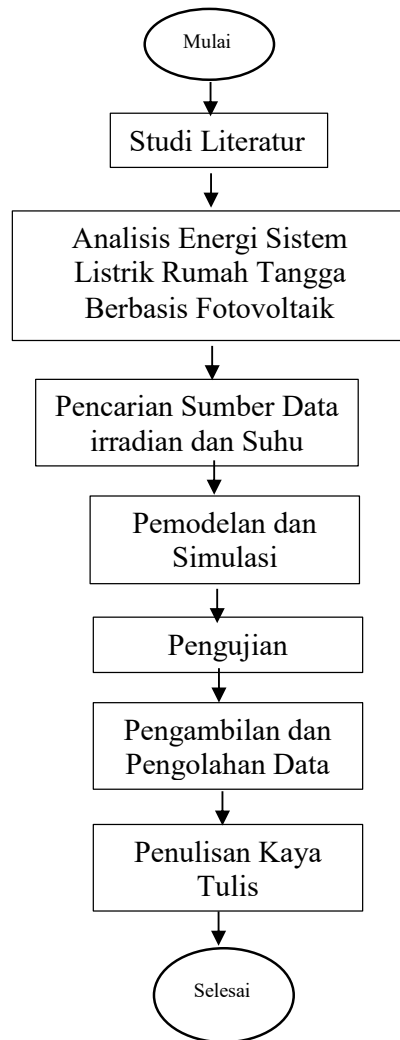 Mulai
Studi Literatur
Analisis Energi Sistem
Listrik Rumah Tangga
Berbasis Fotovoltaik
Pencarian Sumber Data
irradian dan Suhu
Pemodelan dan
Simulasi
Pengujian
Pengambilan dan
Pengolahan Data
Penulisan Kaya
Tulis
Selesai